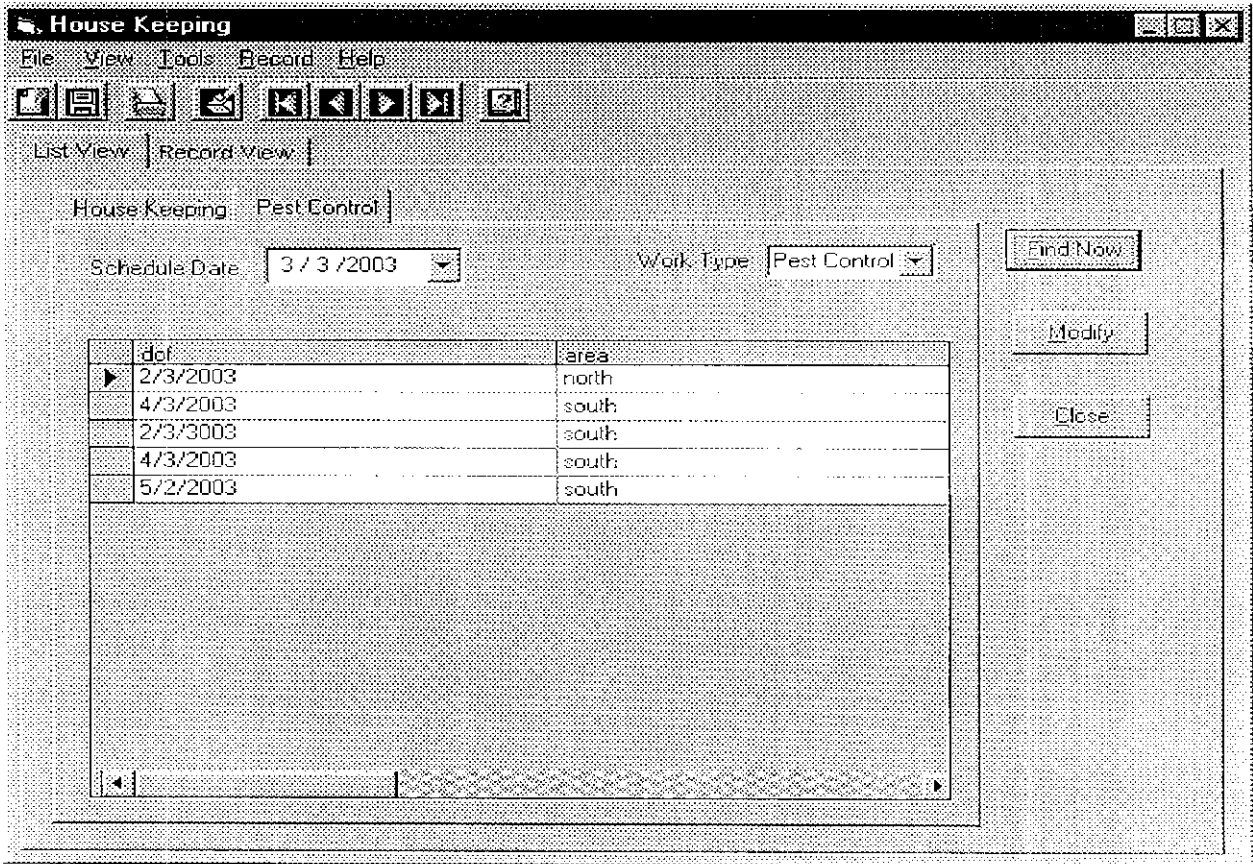 House Keeping
File View Tools Record Help
List View Record View
House Keeping Pest Control
Schedule Date 3 / 3 /2003 Work Type Pest Control Find Now
Modify
dof area
2/3/2003 north
4/3/2003 south
Close
2/3/3003 south
4/3/2003 south
5/2/2003 south